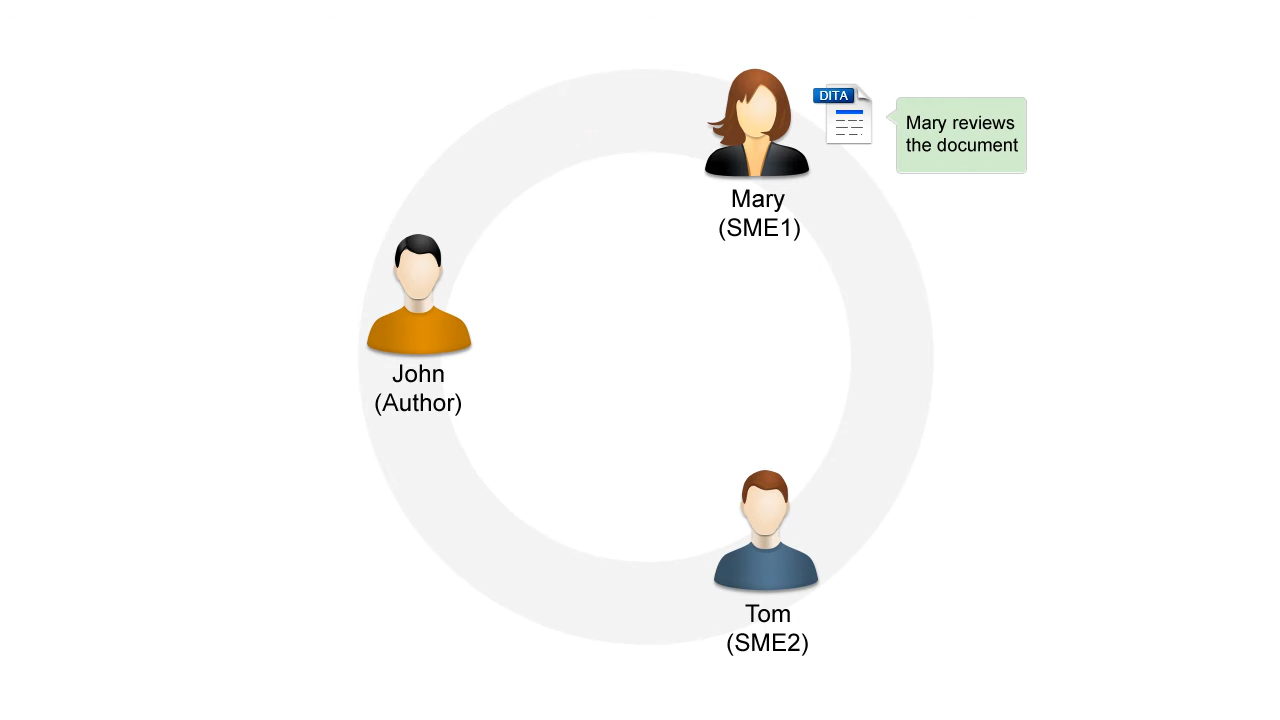 DITA
Mary reviews
the document
Mary
(SME1)
John
(Author)
Tom
(SME2)